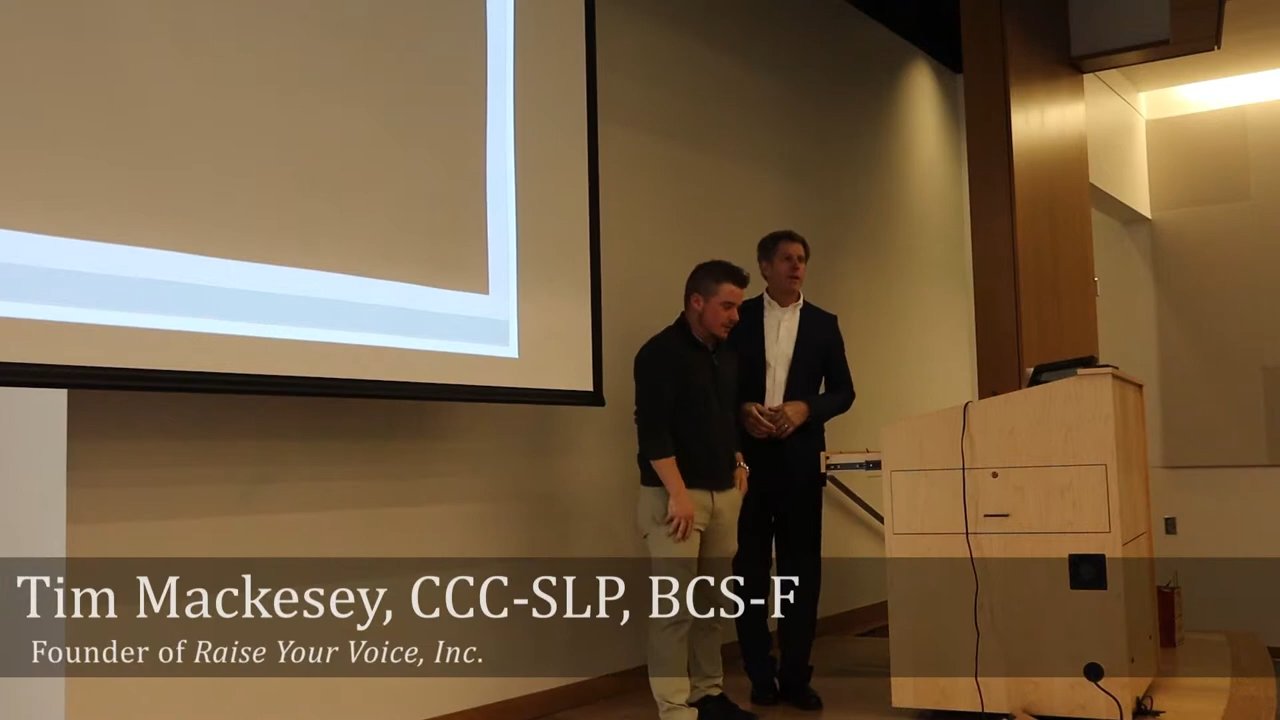 Tim Mackesey, CCC-SLP, BCS-F
Founder of Raise Your Voice, Inc.